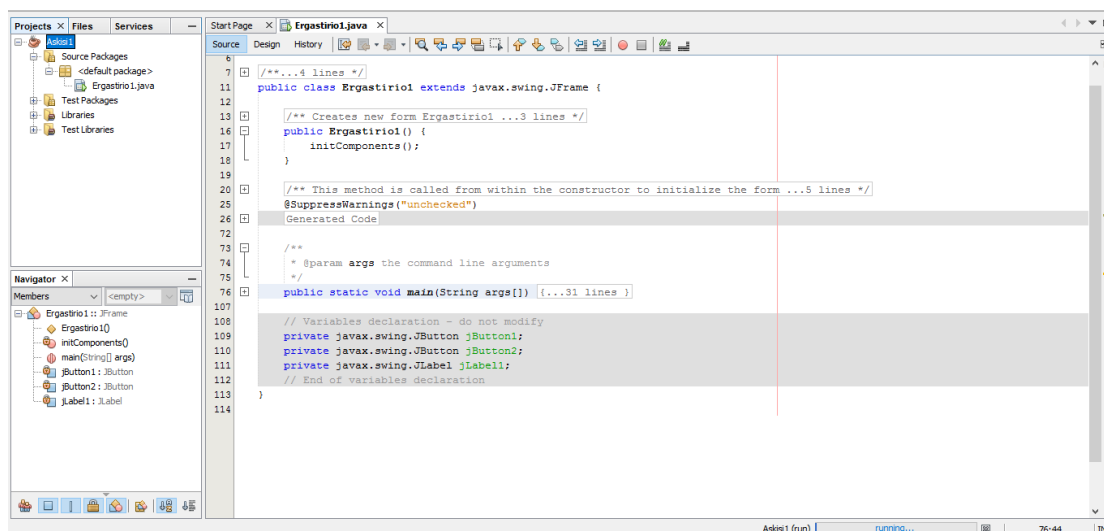 Projects Files Services
Askisi1
Source Packages
<default package>
Ergastirio1.java
Test Packages
Libraries
Test Libraries
Navigator
Members <empty>
Ergastirio1 :: JFrame
Ergastirio1()
initComponents()
main(String[] args)
jButton1 : JButton
jButton2 : JButton
jLabel1 : JLabel
Start Page Ergastirio1.java
Source Design History
6
7 /**...4 lines */
11 public class Ergastirio1 extends javax.swing.JFrame {
12
13 /** Creates new form Ergastirio1 ...3 lines */
16 public Ergastirio1() {
17 initComponents();
18 }
19
20 /** This method is called from within the constructor to initialize the form ...5 lines */
25 @SuppressWarnings("unchecked")
26 Generated Code
72
73 /**
74 * @param args the command line arguments
75 */
76 public static void main(String args[]) {...31 lines }
107
108 // Variables declaration - do not modify
109 private javax.swing.JButton jButton1;
110 private javax.swing.JButton jButton2;
111 private javax.swing.JLabel jLabel1;
112 // End of variables declaration
113 }
114
Askisi1 (run) running... 76:44